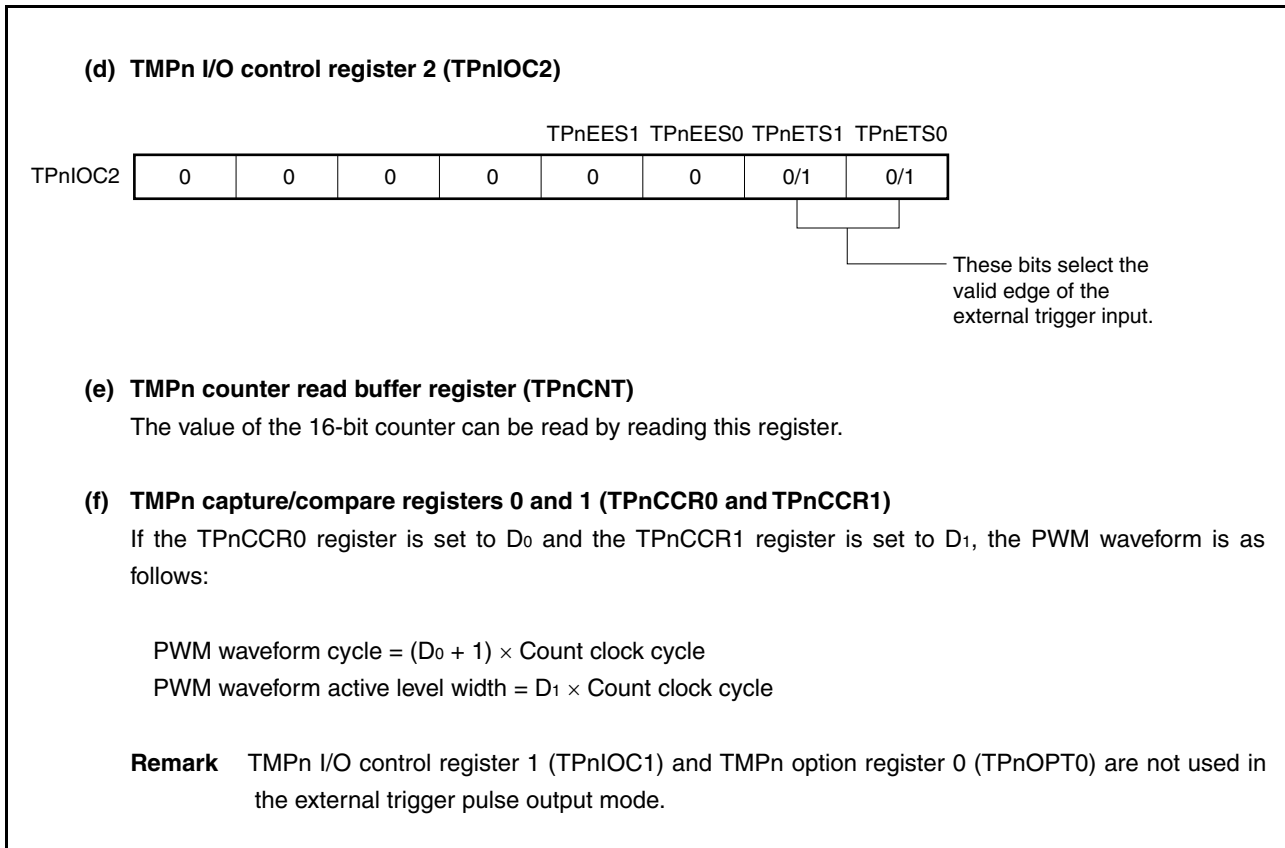 (d) TMPn I/O control register 2 (TPnIOC2)
TPnEES1 TPnEES0 TPnETS1 TPnETS0
TPnIOC2 0 0 0 0 0 0 0/1 0/1
These bits select the
valid edge of the
external trigger input.
(e) TMPn counter read buffer register (TPnCNT)
The value of the 16-bit counter can be read by reading this register.
(f) TMPn capture/compare registers 0 and 1 (TPnCCR0 and TPnCCR1)
If the TPnCCR0 register is set to D0 and the TPnCCR1 register is set to D1, the PWM waveform is as
follows:
PWM waveform cycle = (D0 + 1) × Count clock cycle
PWM waveform active level width = D1 × Count clock cycle
Remark TMPn I/O control register 1 (TPnIOC1) and TMPn option register 0 (TPnOPT0) are not used in
the external trigger pulse output mode.